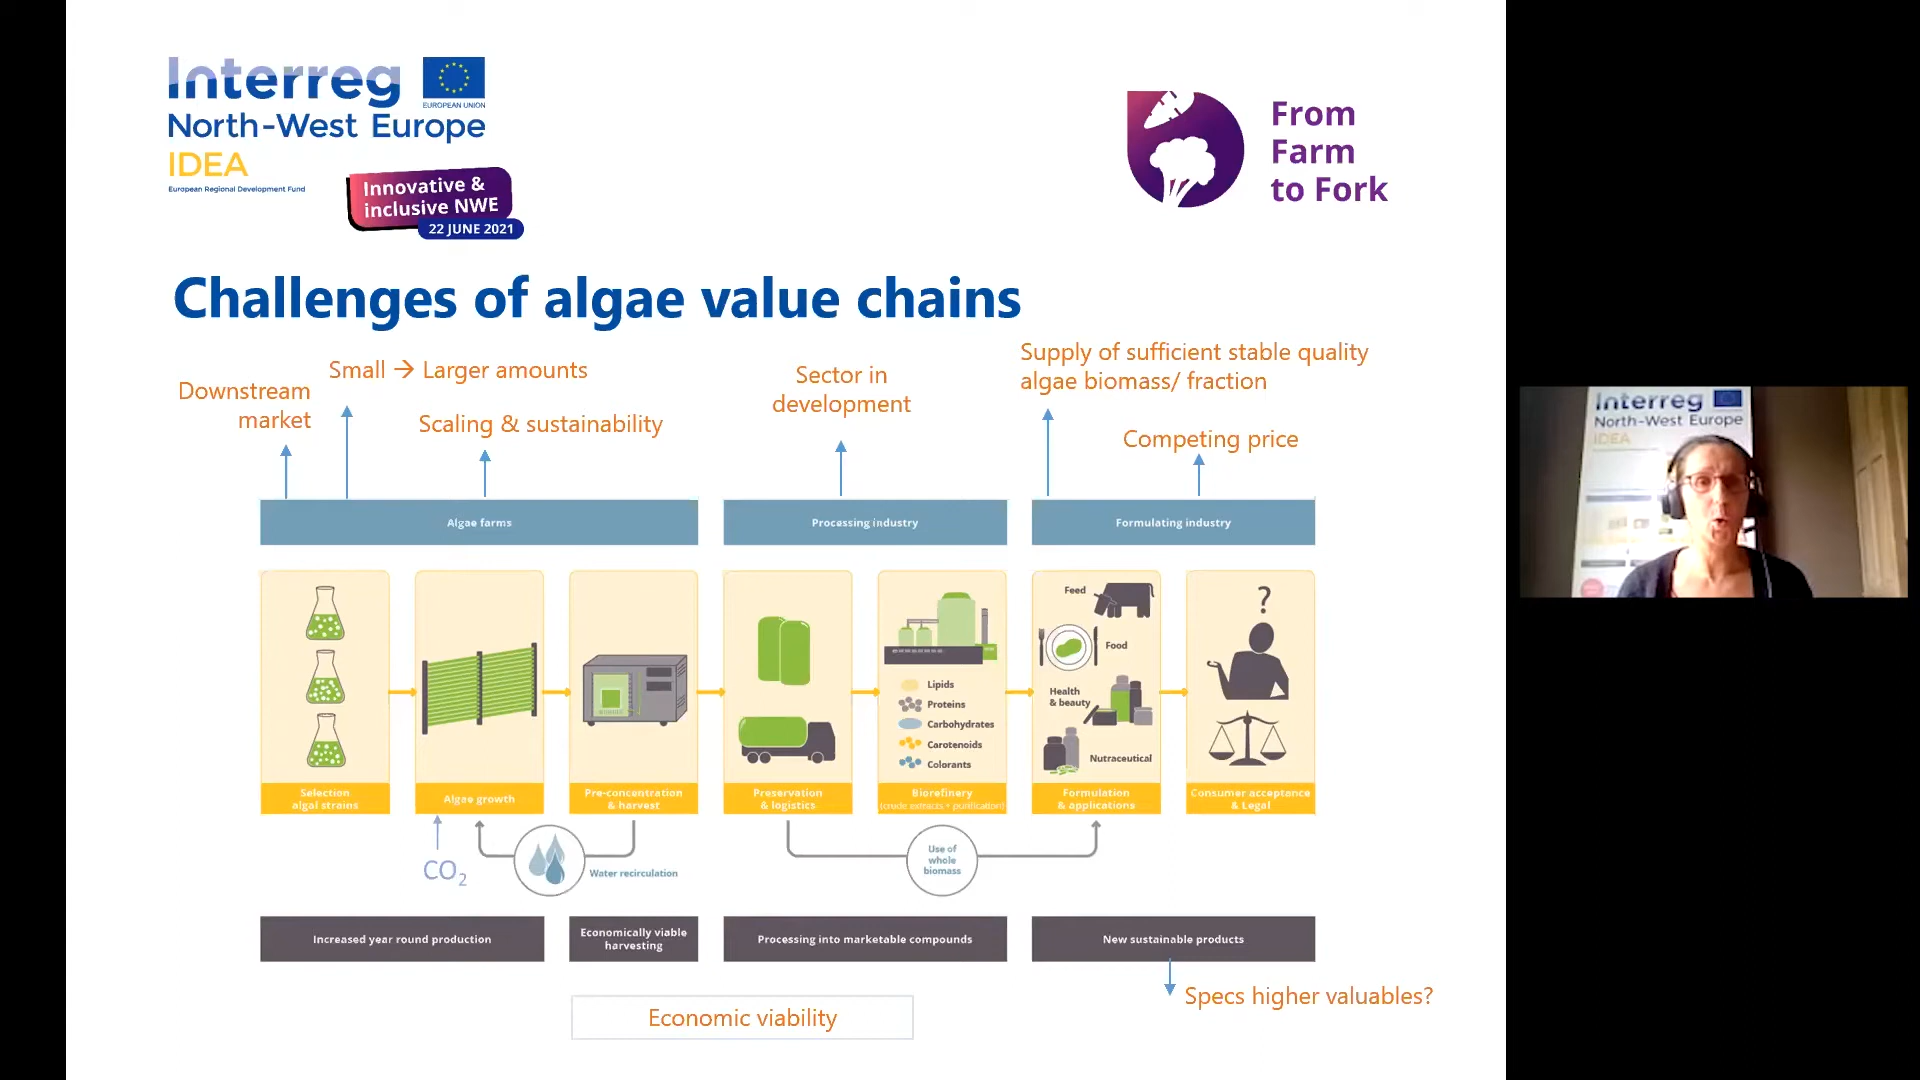 Interreg
EUROPEAN UNION
North-West Europe
IDEA
European Regional Development Fund
Innovative &
inclusive NWE
22 JUNE 2021
From
Farm
to Fork
Challenges of algae value chains
Downstream
market
Small → Larger amounts
Scaling & sustainability
Sector in
development
Supply of sufficient stable quality
algae biomass/ fraction
Competing price
Algae farms
Processing industry
Formulating industry
Feed
Food
Health
& beauty
Nutraceutical
?
Lipids
Proteins
Carbohydrates
Carotenoids
Colorants
Selection
algal strains
Algae growth
Pre-concentration
& harvest
Preservation
& logistics
Biorefinery
(crude extracts + purification)
Formulation
& applications
Consumer acceptance
& Legal
CO₂
Water recirculation
Use of
whole
biomass
Increased year round production
Economically viable
harvesting
Processing into marketable compounds
New sustainable products
Specs higher valuables?
Economic viability
Interreg
North-West Europe
IDEA